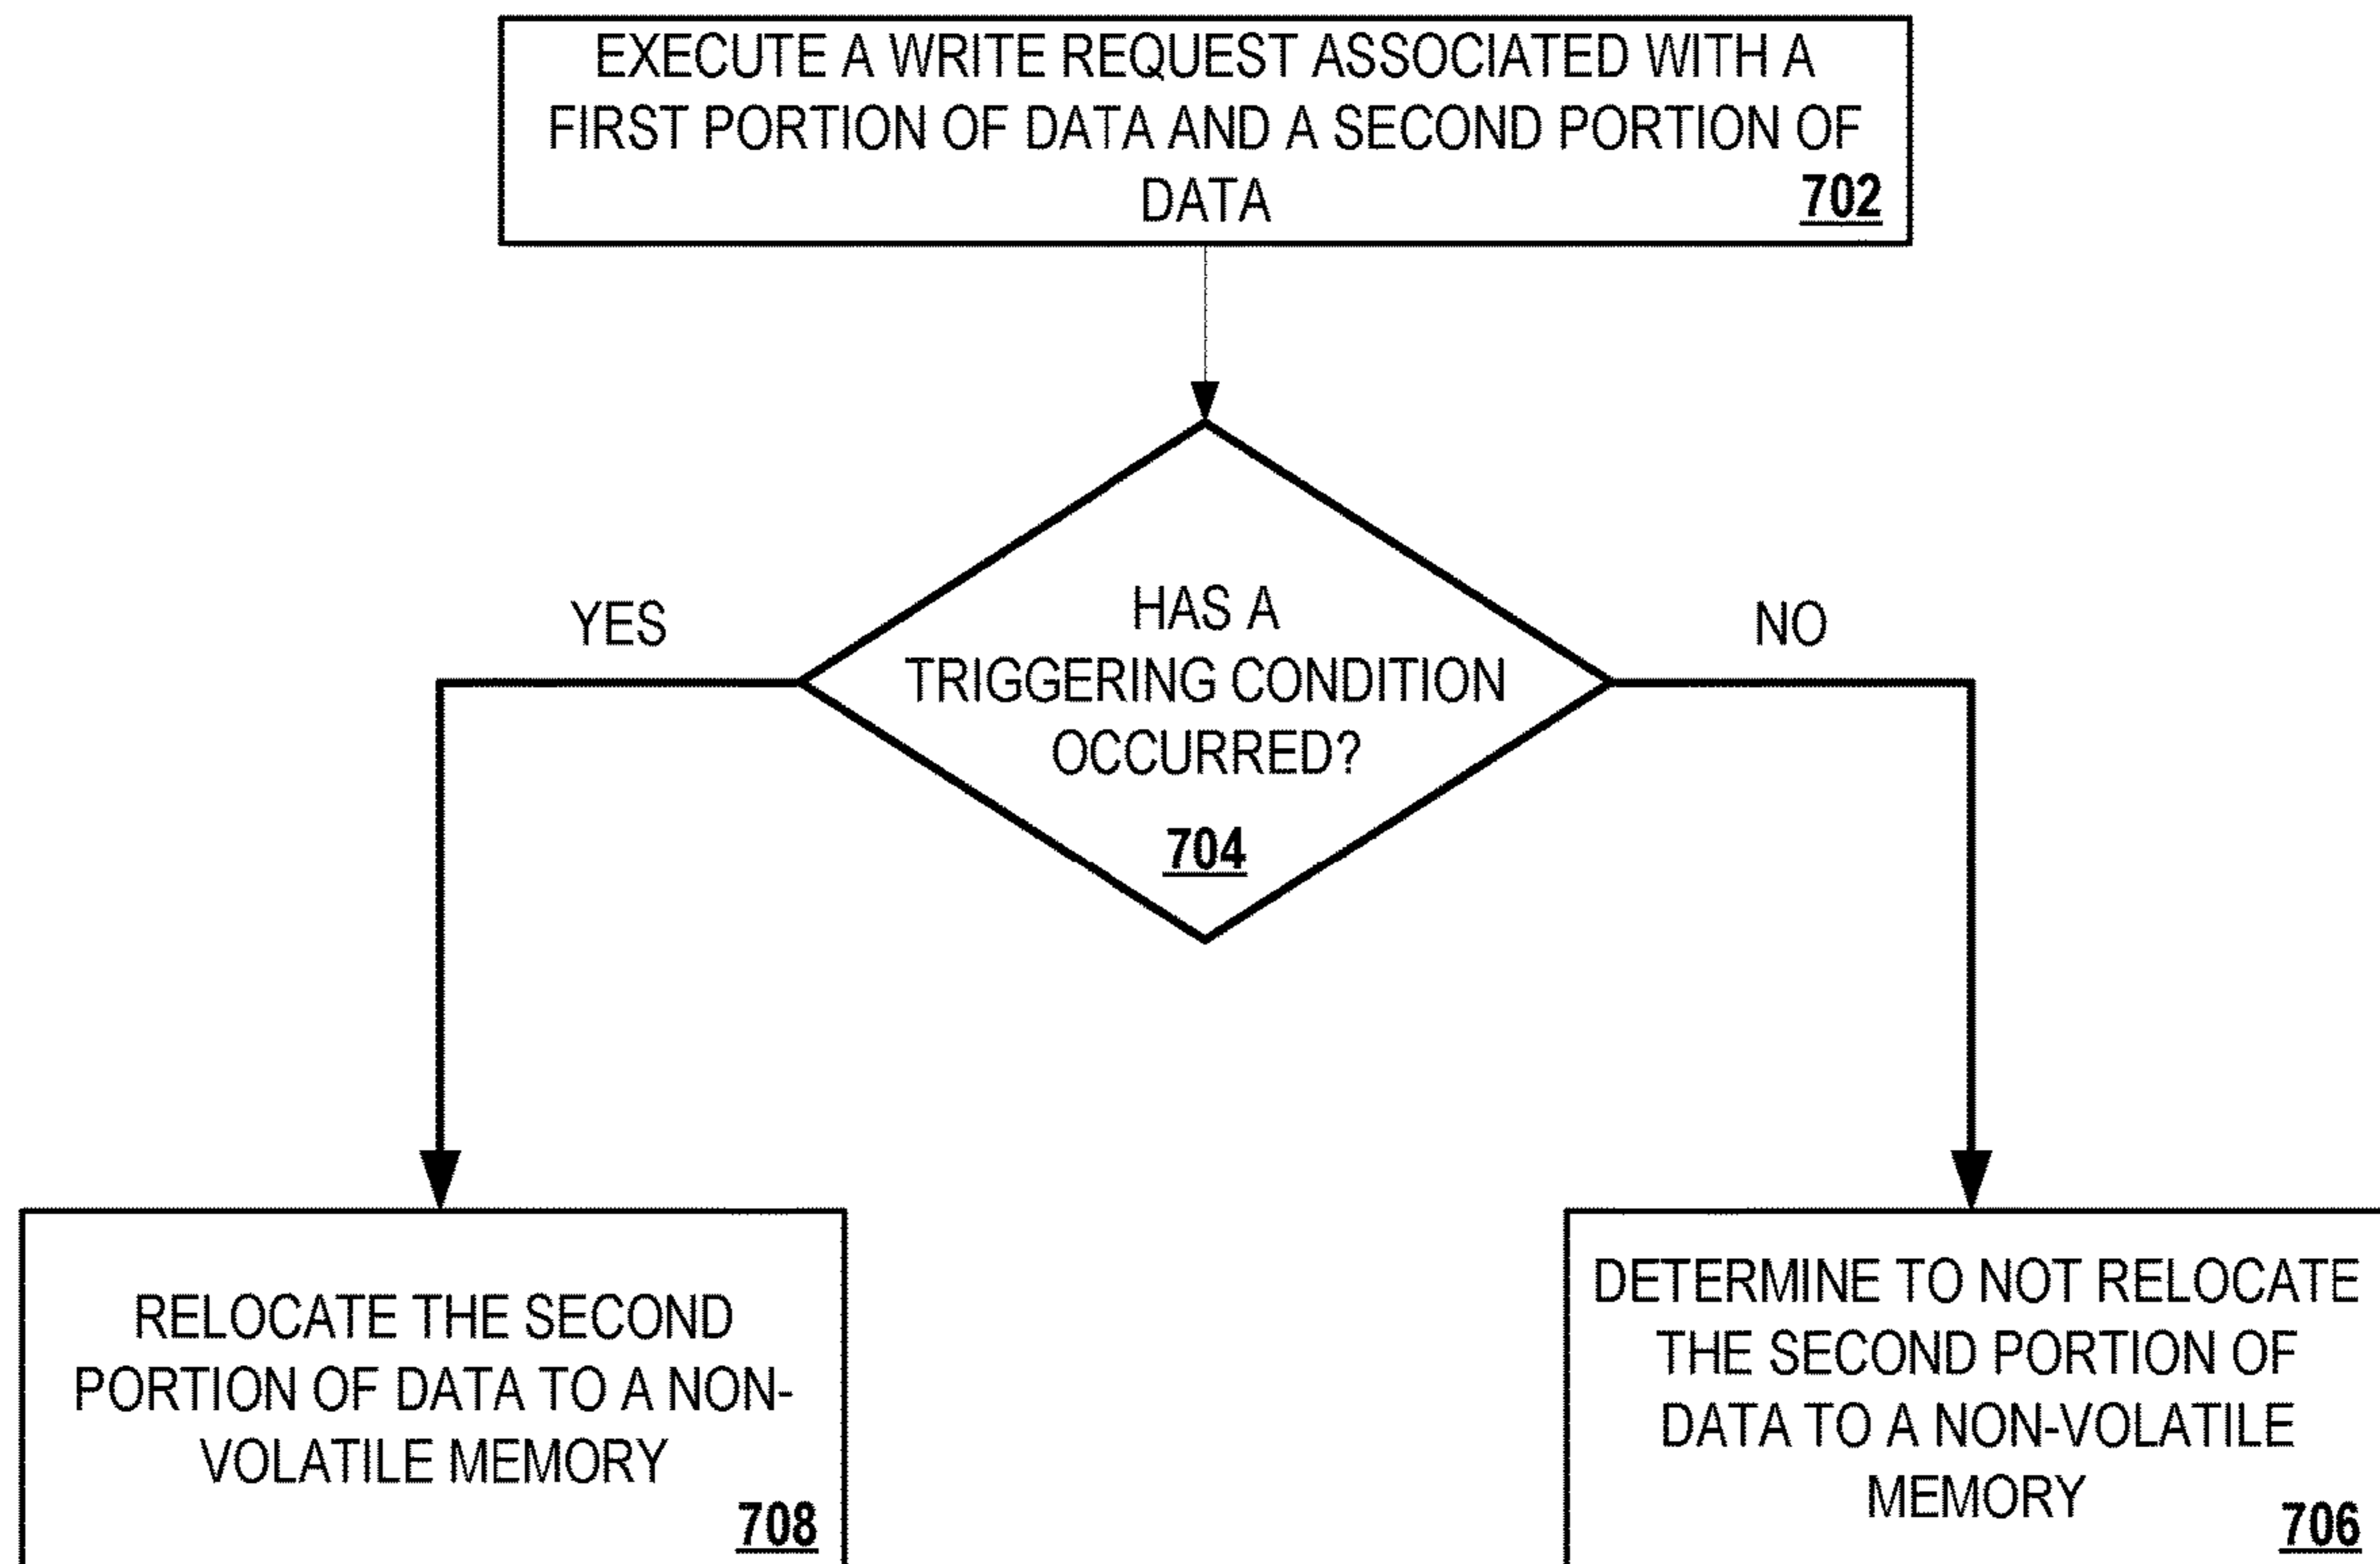 EXECUTE A WRITE REQUEST ASSOCIATED WITH A
FIRST PORTION OF DATA AND A SECOND PORTION OF
DATA
702
YES
NO
HAS A
TRIGGERING CONDITION
OCCURRED?
704
RELOCATE THE SECOND
PORTION OF DATA TO A NON-
VOLATILE MEMORY
708
DETERMINE TO NOT RELOCATE
THE SECOND PORTION OF
DATA TO A NON-VOLATILE
MEMORY
706